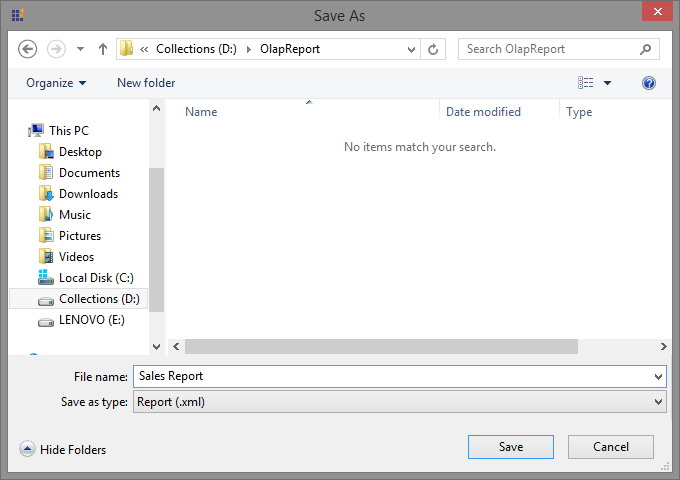 Save As
« Collections (D:) OlapReport
Search OlapReport
Organize New folder
Name Date modified Type
No items match your search.
This PC
Desktop
Documents
Downloads
Music
Pictures
Videos
Local Disk (C:)
Collections (D:)
LENOVO (E:)
File name: Sales Report
Save as type: Report (.xml)
Hide Folders Save Cancel